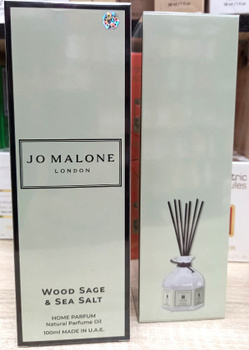 JO MALONE
LONDON
WOOD SAGE
& SEA SALT
HOME PARFUM
Natural Parfume Oil
100ml MADE IN U.A.E.